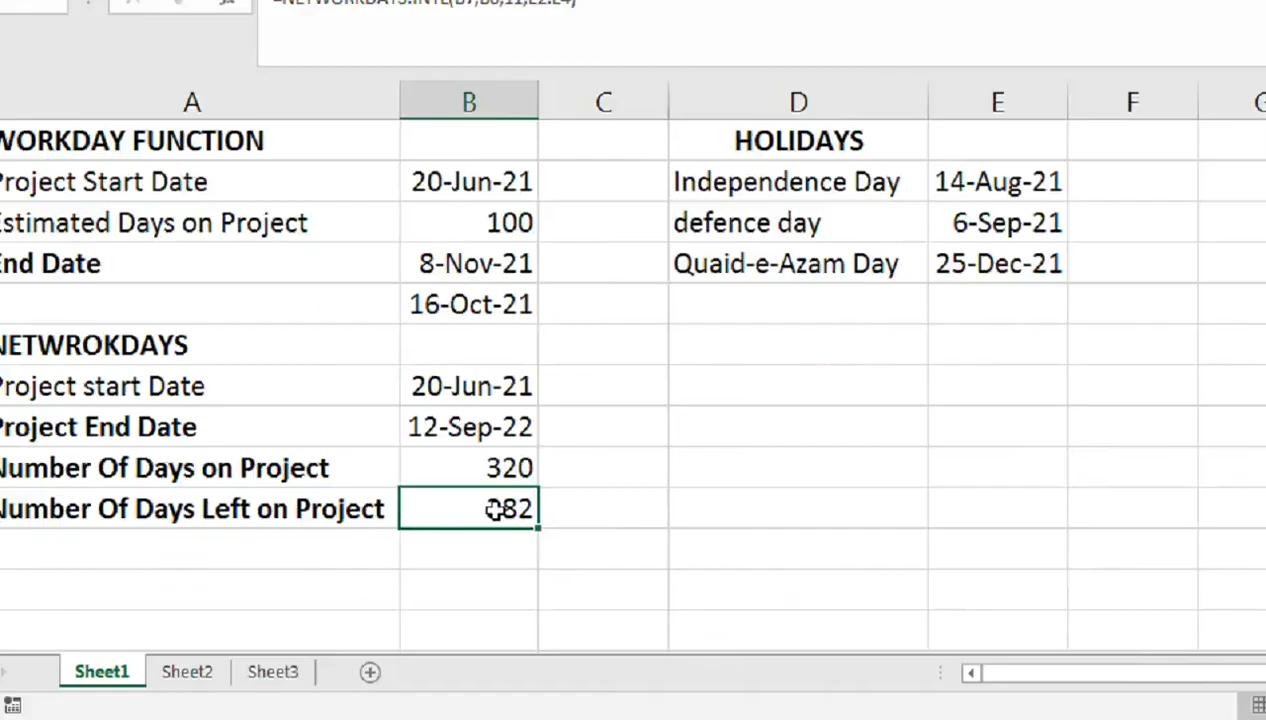 A B C D E F G
WORKDAY FUNCTION HOLIDAYS
Project Start Date 20-Jun-21 Independence Day 14-Aug-21
Estimated Days on Project 100 defence day 6-Sep-21
End Date 8-Nov-21 Quaid-e-Azam Day 25-Dec-21
16-Oct-21
NETWROKDAYS
Project start Date 20-Jun-21
Project End Date 12-Sep-22
Number Of Days on Project 320
Number Of Days Left on Project
Sheet1 Sheet2 Sheet3